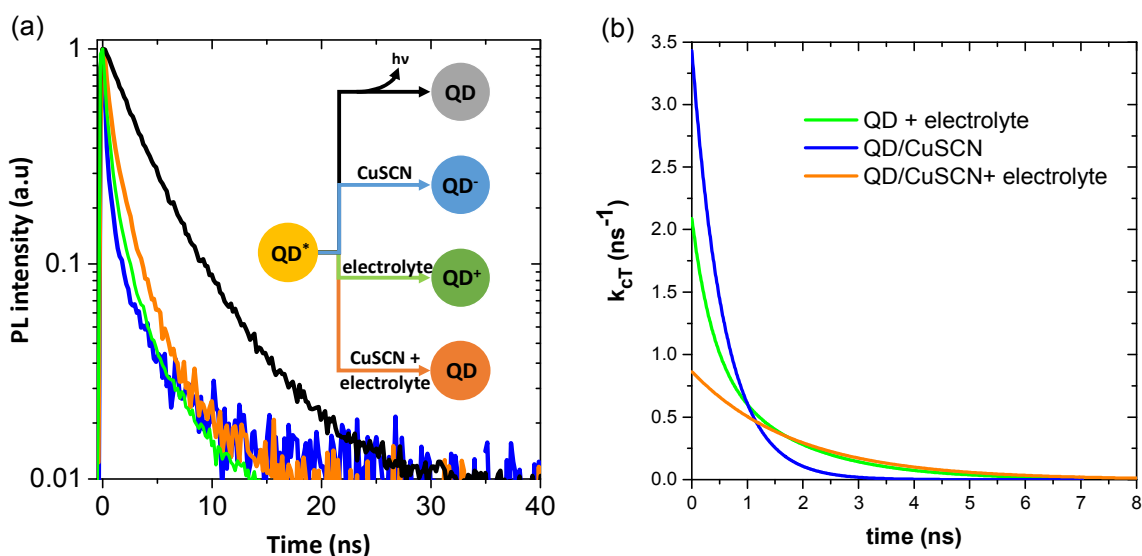 (a)
PL intensity (a.u)
1
0.1
0.01
0
10
20
30
40
Time (ns)
hν
QD
CuSCN
QD-
QD*
electrolyte
QD+
CuSCN +
electrolyte
QD
(b)
kCT (ns-1)
3.5
3.0
2.5
2.0
1.5
1.0
0.5
0.0
QD + electrolyte
QD/CuSCN
QD/CuSCN+ electrolyte
0
1
2
3
4
5
6
7
8
time (ns)